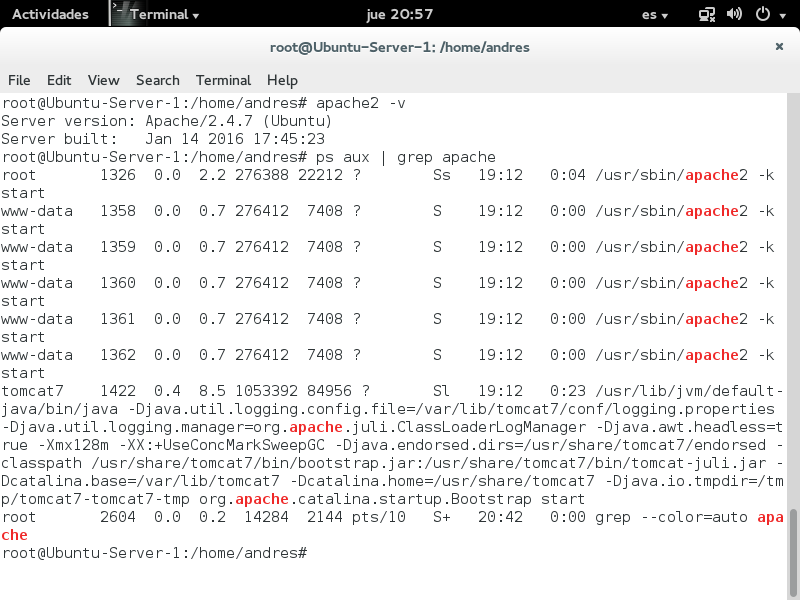 Actividades Terminal jue 20:57 es
root@Ubuntu-Server-1: /home/andres ×
File Edit View Search Terminal Help
root@Ubuntu-Server-1:/home/andres# apache2 -v
Server version: Apache/2.4.7 (Ubuntu)
Server built:   Jan 14 2016 17:45:23
root@Ubuntu-Server-1:/home/andres# ps aux | grep apache
root       1326  0.0  2.2 276388 22212 ?        Ss   19:12   0:04 /usr/sbin/apache2 -k
start
www-data   1358  0.0  0.7 276412  7408 ?        S    19:12   0:00 /usr/sbin/apache2 -k
start
www-data   1359  0.0  0.7 276412  7408 ?        S    19:12   0:00 /usr/sbin/apache2 -k
start
www-data   1360  0.0  0.7 276412  7408 ?        S    19:12   0:00 /usr/sbin/apache2 -k
start
www-data   1361  0.0  0.7 276412  7408 ?        S    19:12   0:00 /usr/sbin/apache2 -k
start
www-data   1362  0.0  0.7 276412  7408 ?        S    19:12   0:00 /usr/sbin/apache2 -k
start
tomcat7    1422  0.4  8.5 1053392 84956 ?       Sl   19:12   0:23 /usr/lib/jvm/default-
java/bin/java -Djava.util.logging.config.file=/var/lib/tomcat7/conf/logging.properties
-Djava.util.logging.manager=org.apache.juli.ClassLoaderLogManager -Djava.awt.headless=t
rue -Xmx128m -XX:+UseConcMarkSweepGC -Djava.endorsed.dirs=/usr/share/tomcat7/endorsed -
classpath /usr/share/tomcat7/bin/bootstrap.jar:/usr/share/tomcat7/bin/tomcat-juli.jar -
Dcatalina.base=/var/lib/tomcat7 -Dcatalina.home=/usr/share/tomcat7 -Djava.io.tmpdir=/tm
p/tomcat7-tomcat7-tmp org.apache.catalina.startup.Bootstrap start
root       2604  0.0  0.2  14284  2144 pts/10   S+   20:42   0:00 grep --color=auto apa
che
root@Ubuntu-Server-1:/home/andres#